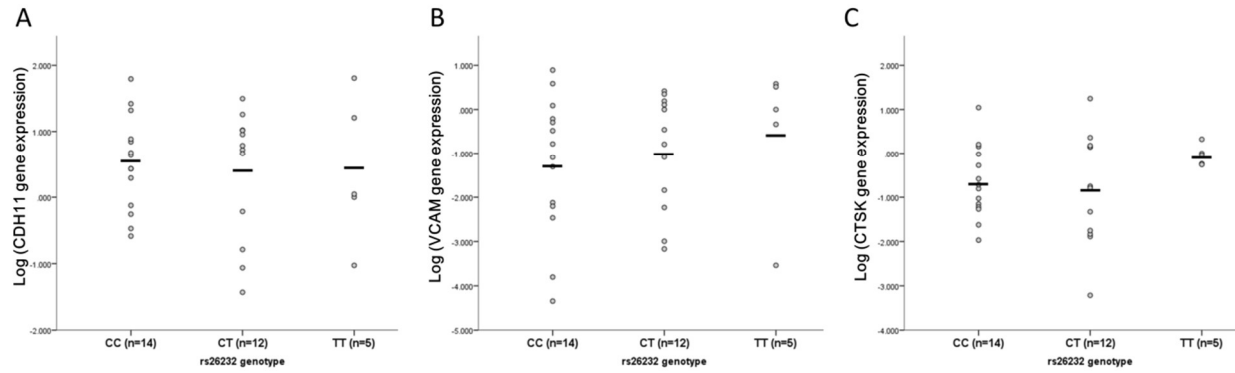 A
Log (CDH11 gene expression)
2.000
1.000
.000
-1.000
-2.000
CC (n=14) CT (n=12) TT (n=5)
rs26232 genotype
B
Log (VCAM gene expression)
1.000
.000
-1.000
-2.000
-3.000
-4.000
-5.000
CC (n=14) CT (n=12) TT (n=5)
rs26232 genotype
C
Log (CTSK gene expression)
2.000
1.000
.000
-1.000
-2.000
-3.000
-4.000
CC (n=14) CT (n=12) TT (n=5)
rs26232 genotype